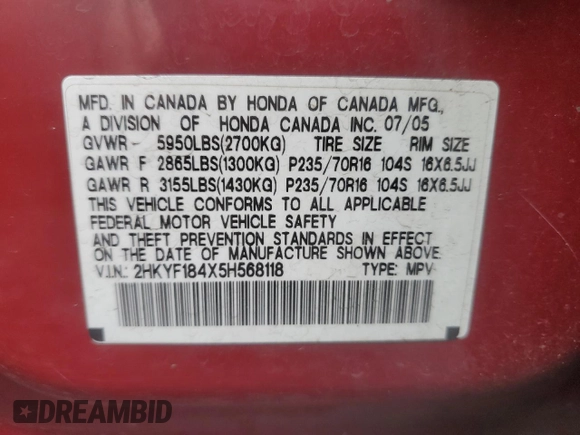 MFD. IN CANADA BY HONDA OF CANADA MFG.,
A DIVISION OF HONDA CANADA INC. 07/05
GVWR- 5950LBS(2700KG) TIRE SIZE RIM SIZE
GAWR F 2865LBS(1300KG) P235/70R16 104S 16X6.5JJ
GAWR R 3155LBS(1430KG) P235/70R16 104S 16X6.5JJ
THIS VEHICLE CONFORMS TO ALL APPLICABLE
FEDERAL MOTOR VEHICLE SAFETY
AND THEFT PREVENTION STANDARDS IN EFFECT
ON THE DATE OF MANUFACTURE SHOWN ABOVE.
V.I.N.: 2HKYF184X5H568118 TYPE: MPV
DREAMBID